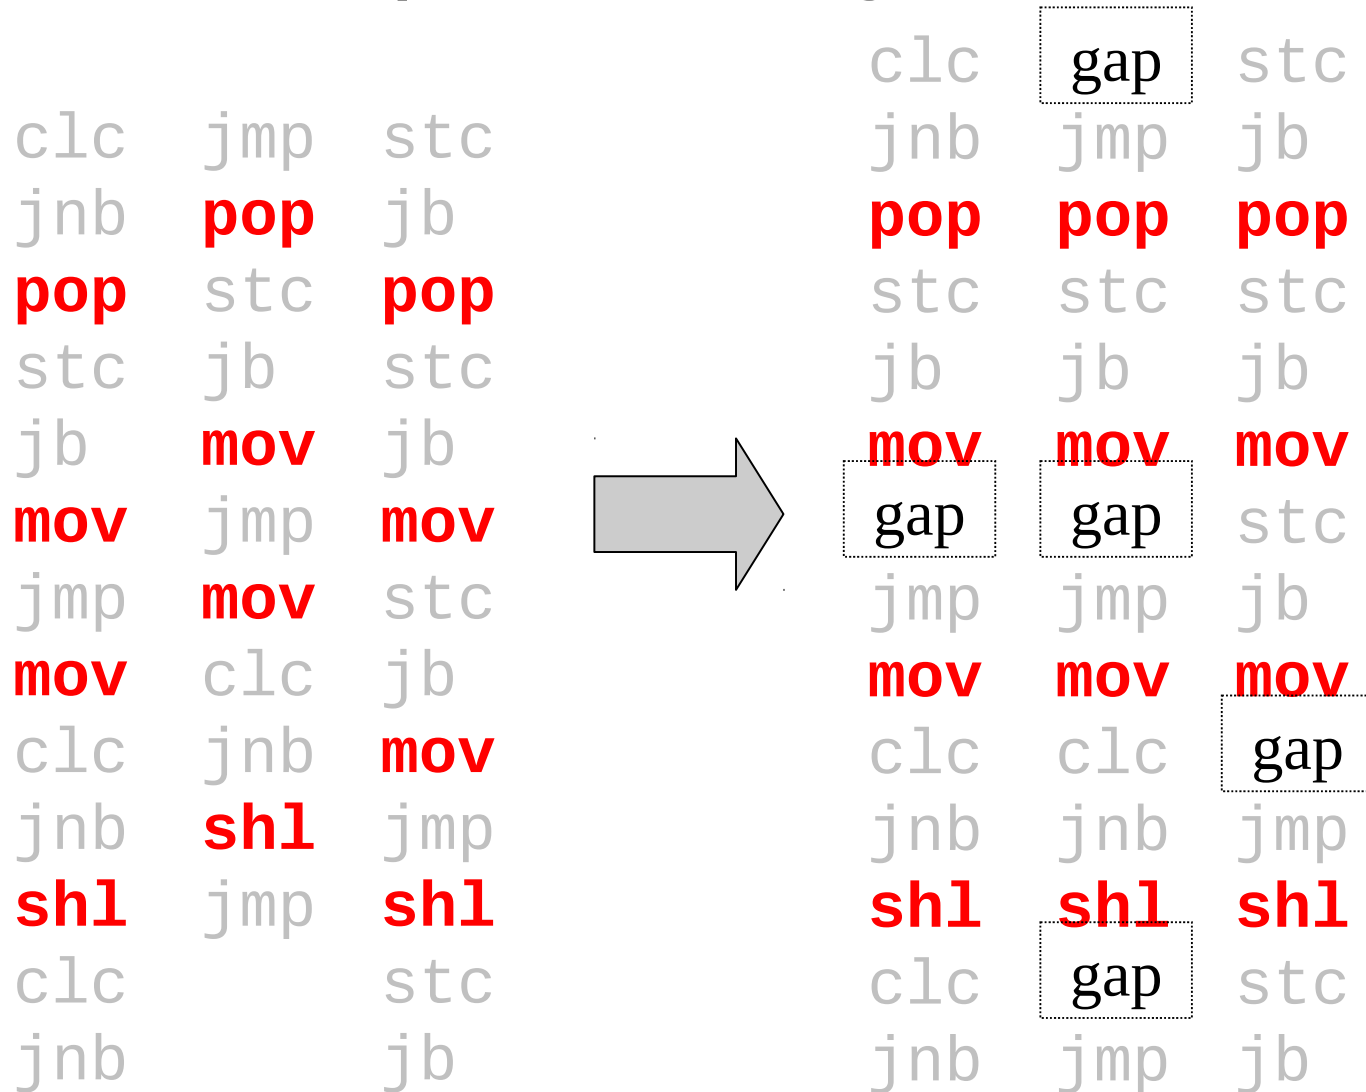 clc gap stc
clc jmp stc jnb jmp jb
jnb pop jb pop pop pop
pop stc pop stc stc stc
stc jb stc jb jb jb
jb mov jb mov mov mov
mov jmp mov gap gap stc
jmp mov stc jmp jmp jb
mov clc jb mov mov mov
clc jnb mov clc clc gap
jnb shl jmp jnb jnb jmp
shl jmp shl shl shl shl
clc stc clc gap stc
jnb jb jnb jmp jb